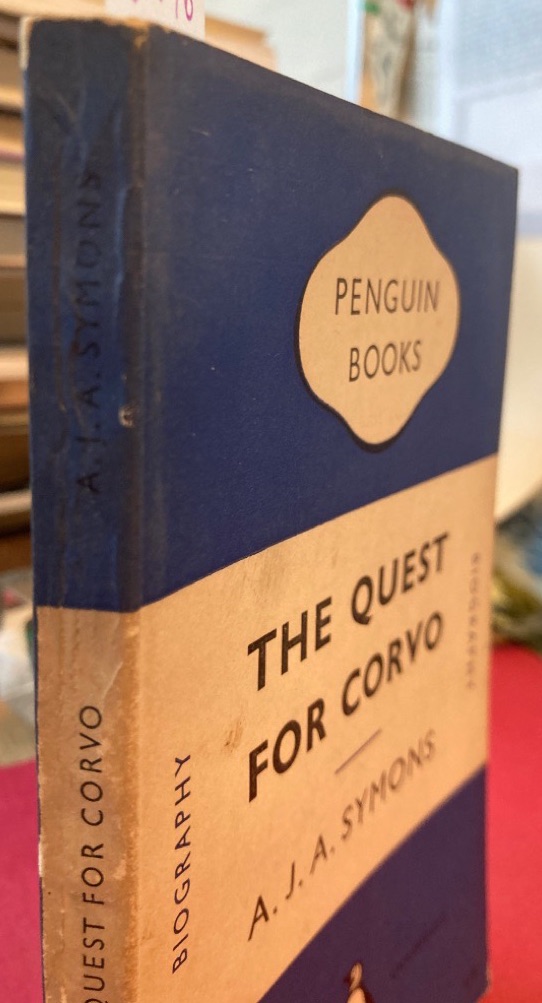 PENGUIN
BOOKS
THE QUEST
FOR CORVO
A. J. A. SYMONS
BIOGRAPHY
BIOGRAPHY
A. J. A. SYMONS
QUEST FOR CORVO